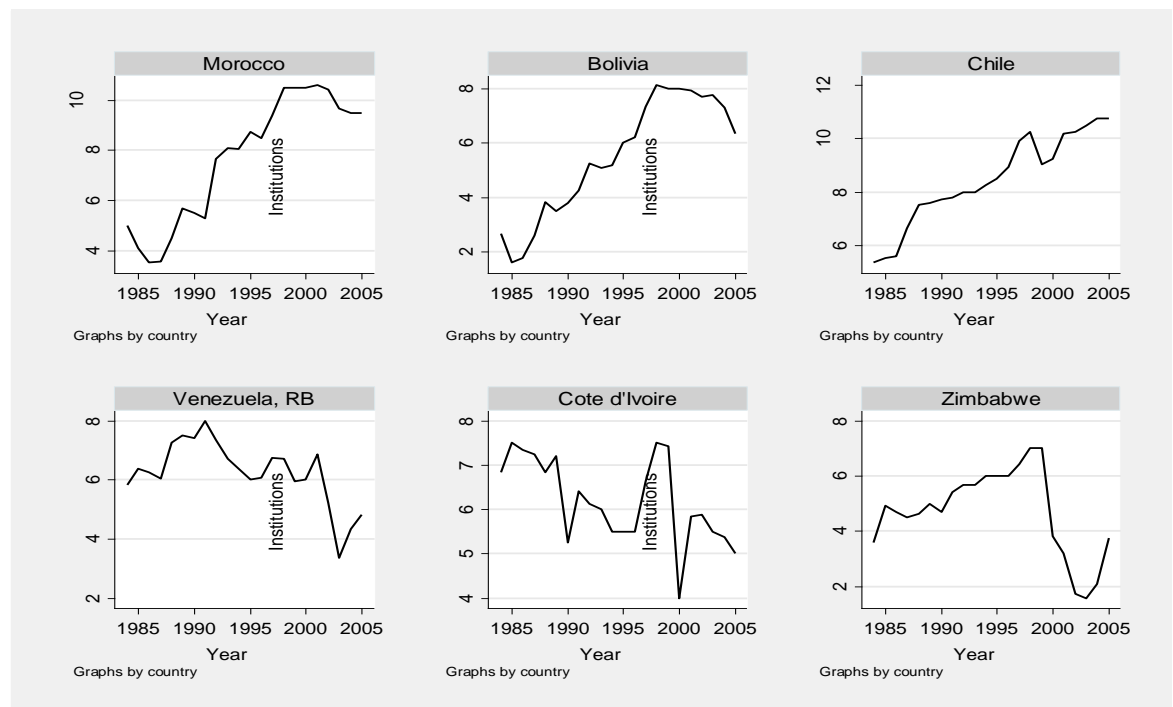 Morocco
10
8
6
4
Institutions
1985 1990 1995 2000 2005
Year
Graphs by country
Bolivia
8
6
4
2
Institutions
1985 1990 1995 2000 2005
Year
Graphs by country
Chile
12
10
8
6
1985 1990 1995 2000 2005
Year
Graphs by country
Venezuela, RB
8
6
4
2
Institutions
1985 1990 1995 2000 2005
Year
Graphs by country
Cote d'Ivoire
8
7
6
5
4
Institutions
1985 1990 1995 2000 2005
Year
Graphs by country
Zimbabwe
8
6
4
2
1985 1990 1995 2000 2005
Year
Graphs by country